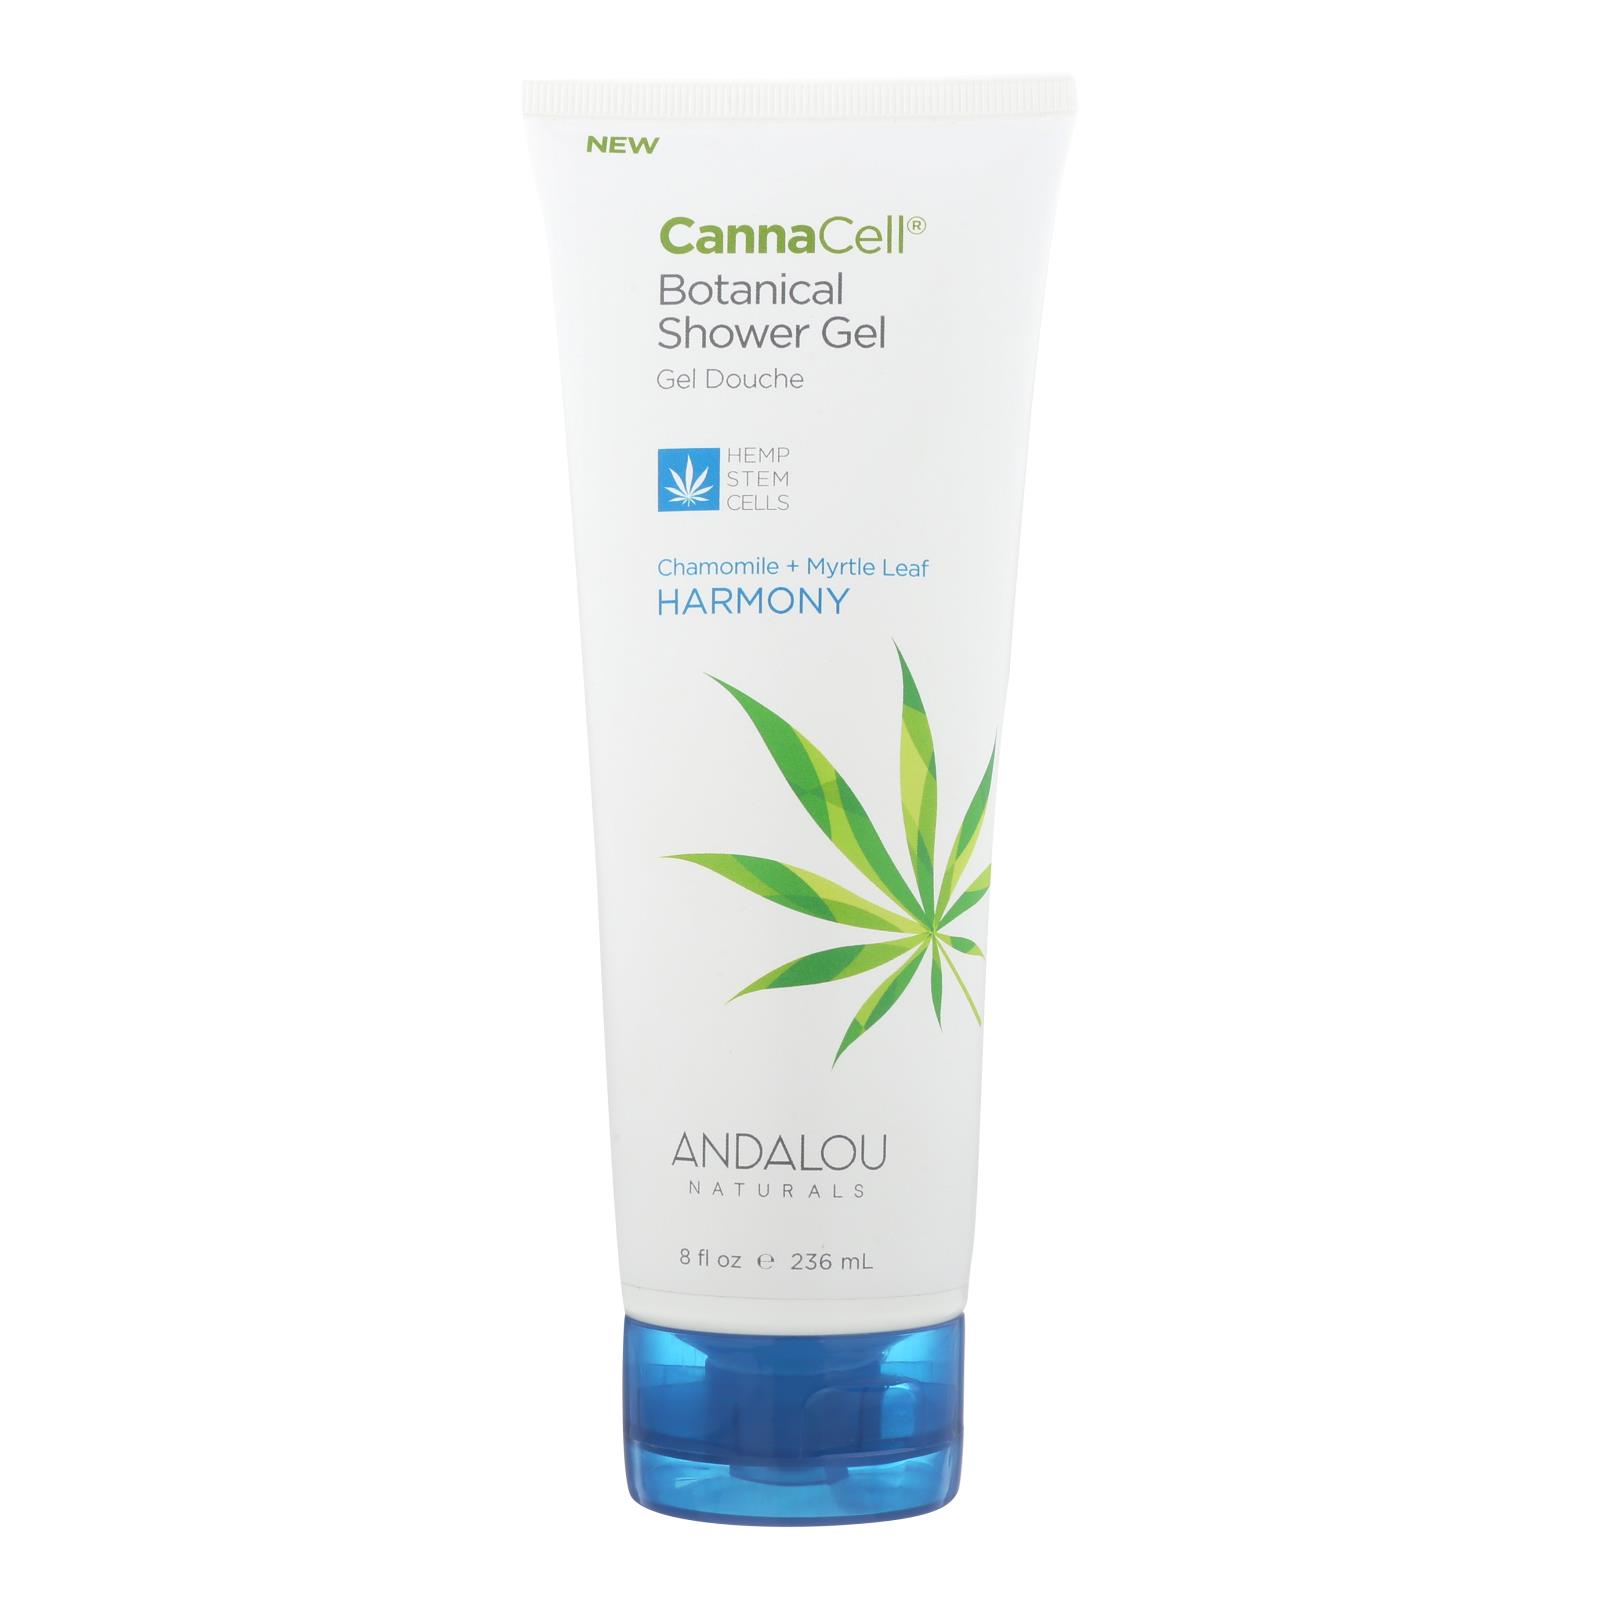 NEW
CannaCell®
Botanical
Shower Gel
Gel Douche
HEMP
STEM
CELLS
Chamomile + Myrtle Leaf
HARMONY
ANDALOU
NATURALS
8 fl oz ℮ 236 mL